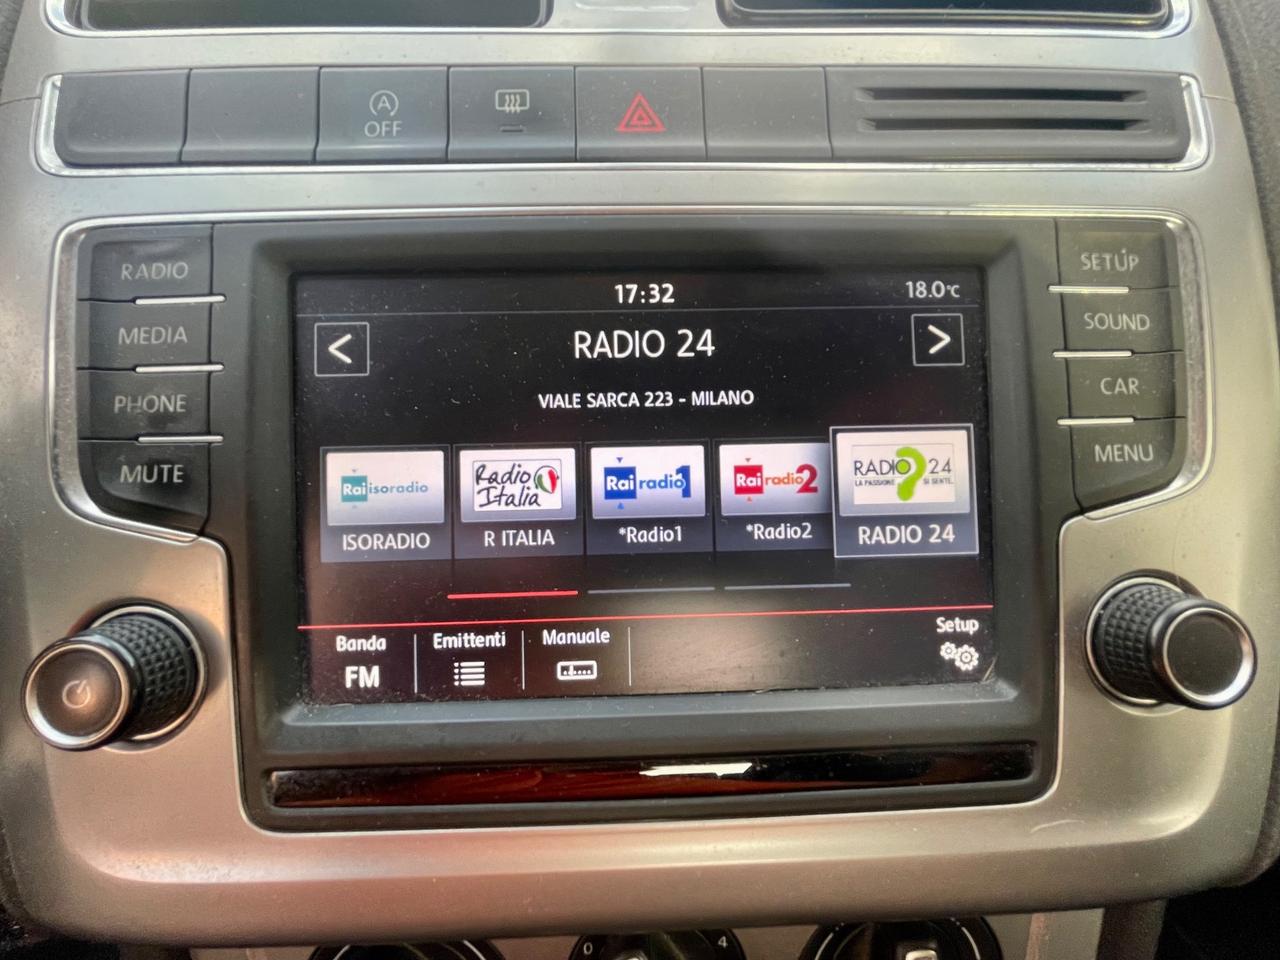 A
OFF
RADIO
MEDIA
PHONE
MUTE
SETUP
SOUND
CAR
MENU
17:32
18.0°C
<
RADIO 24
>
VIALE SARCA 223 - MILANO
Rai isoradio
ISORADIO
Radio
Italia
R ITALIA
Rai radio1
*Radio1
Rai radio2
*Radio2
RADIO 24
LA PASSIONE SI SENTE.
RADIO 24
Banda
FM
Emittenti
Manuale
Setup
0
4